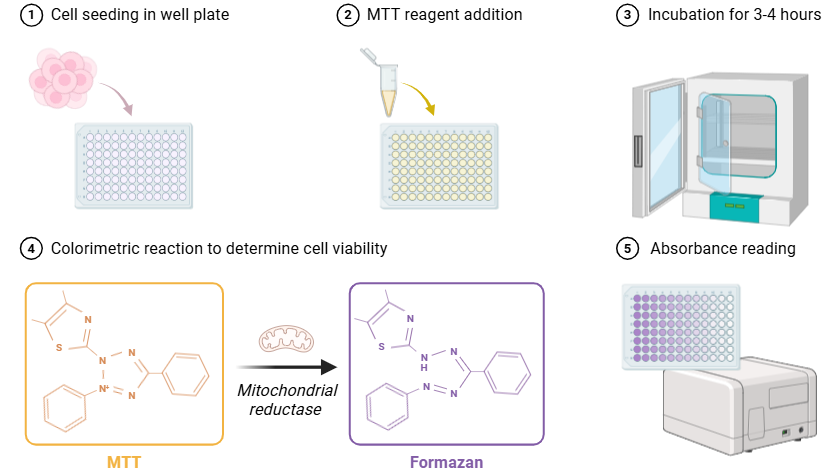 1 Cell seeding in well plate
2 MTT reagent addition
3 Incubation for 3-4 hours
4 Colorimetric reaction to determine cell viability
5 Absorbance reading
N
S
N
N
N+
N
Mitochondrial
reductase
N
S
N
H
N
N
N
MTT
Formazan